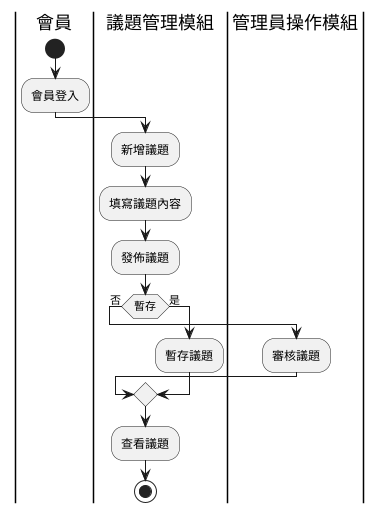 會員
議題管理模組
管理員操作模組
會員登入
新增議題
填寫議題內容
發佈議題
否
暫存
是
暫存議題
審核議題
查看議題